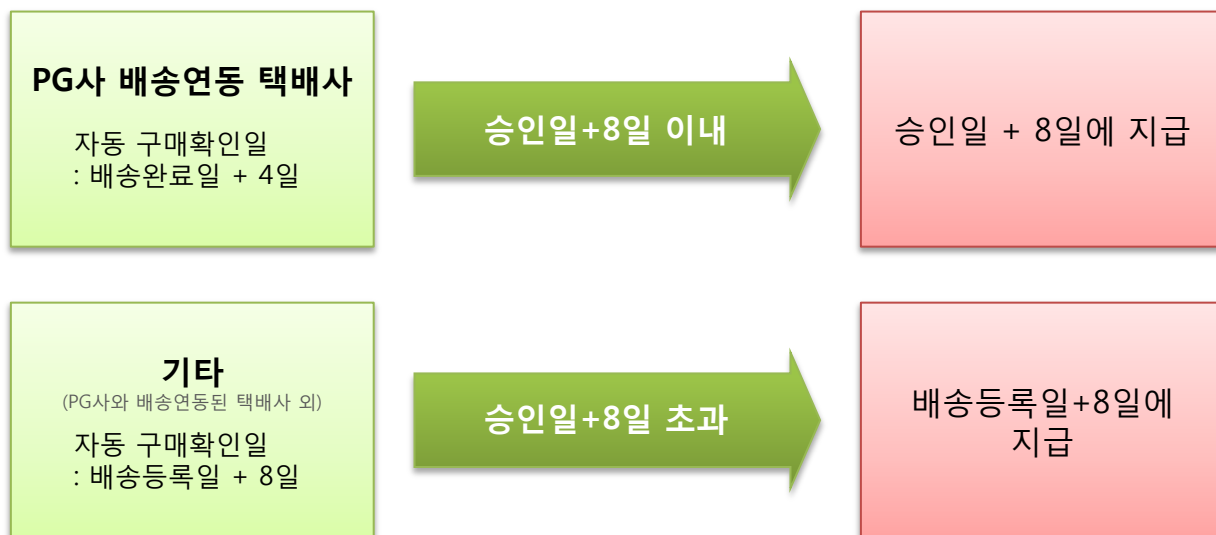 PG사 배송연동 택배사
자동 구매확인일
: 배송완료일 + 4일
승인일+8일 이내
승인일 + 8일에 지급
기타
(PG사와 배송연동된 택배사 외)
자동 구매확인일
: 배송등록일 + 8일
승인일+8일 초과
배송등록일+8일에
지급